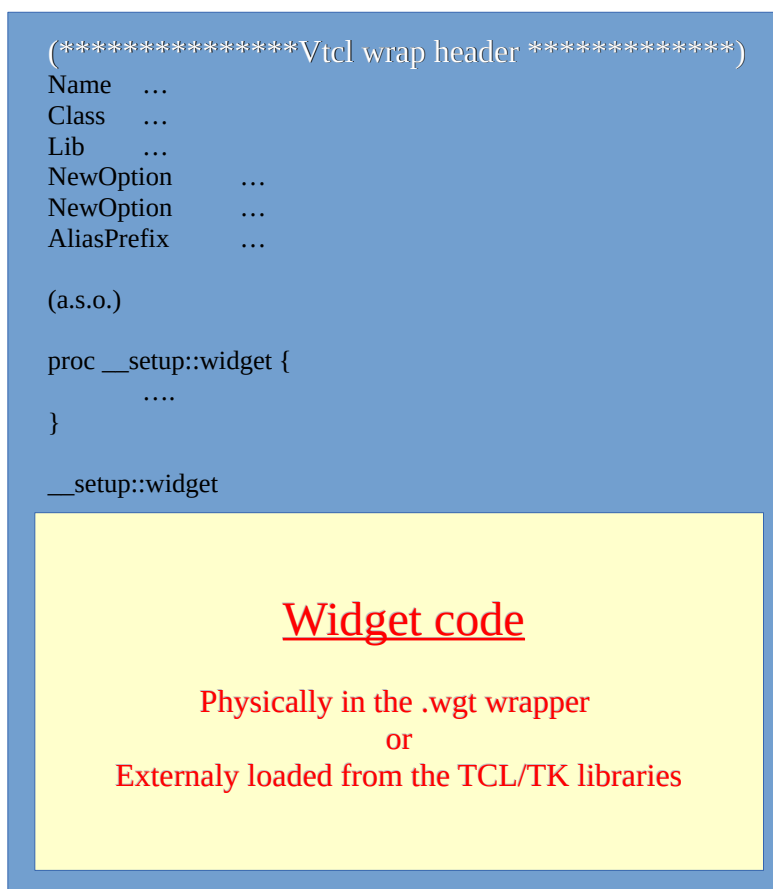 (***************Vtcl wrap header *************)
Name …
Class …
Lib …
NewOption …
NewOption …
AliasPrefix …
(a.s.o.)
proc __setup::widget {
….
}
__setup::widget
Widget code
Physically in the .wgt wrapper
or
Externaly loaded from the TCL/TK libraries